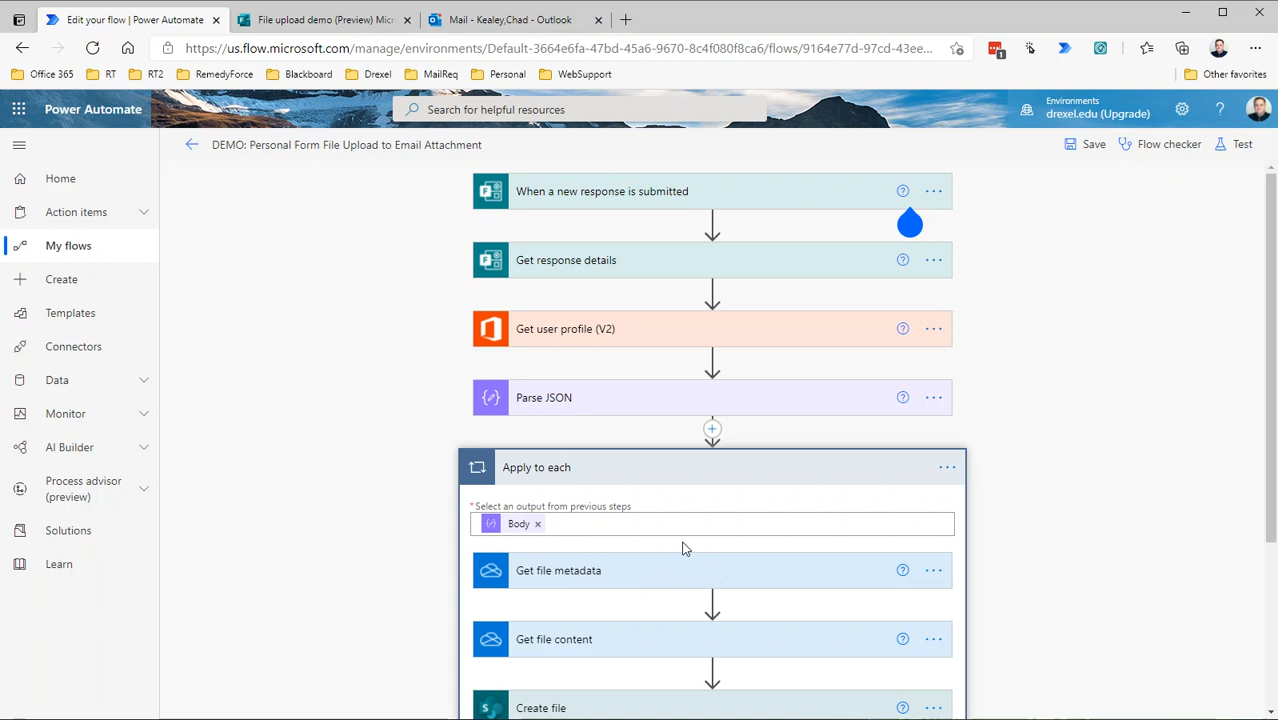 Edit your flow | Power Automate
File upload demo (Preview) Micr
Mail - Kealey,Chad - Outlook
https://us.flow.microsoft.com/manage/environments/Default-3664e6fa-47bd-45a6-9670-8c4f080f8ca6/flows/9164e77d-97cd-43ee...
1
Office 365
RT
RT2
RemedyForce
Blackboard
Drexel
MailReq
Personal
WebSupport
Other favorites
Power Automate
Search for helpful resources
Environments
drexel.edu (Upgrade)
?
DEMO: Personal Form File Upload to Email Attachment
Save
Flow checker
Test
Home
Action items
My flows
Create
Templates
Connectors
Data
Monitor
AI Builder
Process advisor
(preview)
Solutions
Learn
When a new response is submitted
Get response details
Get user profile (V2)
Parse JSON
Apply to each
*Select an output from previous steps
Body
Get file metadata
Get file content
Create file